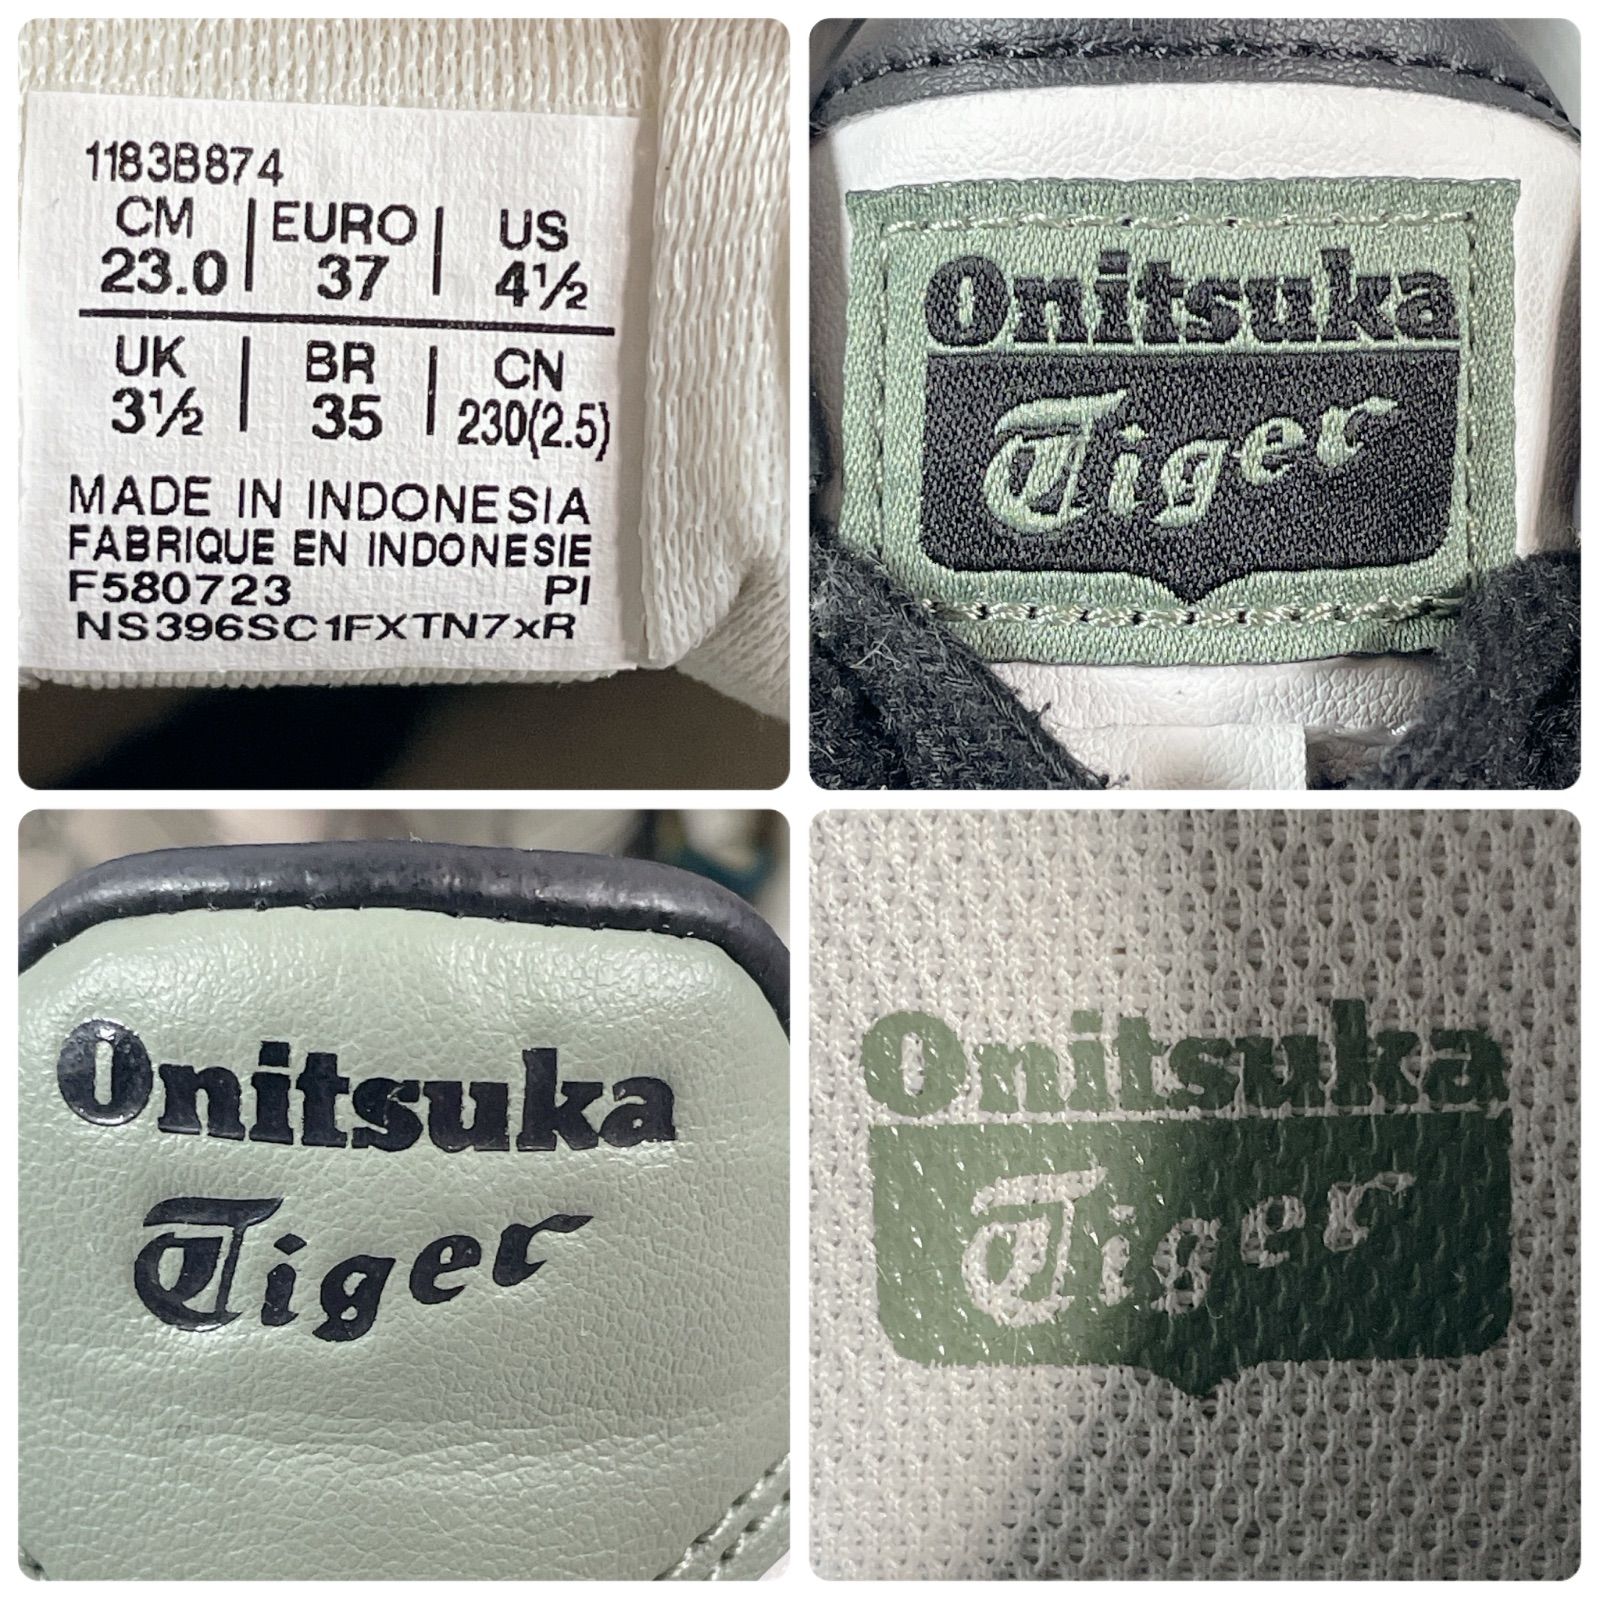 1183B874
CM EURO US
23.0 37 4½
UK BR CN
3½ 35 230(2.5)
MADE IN INDONESIA
FABRIQUE EN INDONESIE
F580723 PI
NS396SC1FXTN7xR
Onitsuka
Tiger
Onitsuka
Tiger
Onitsuka
Tiger